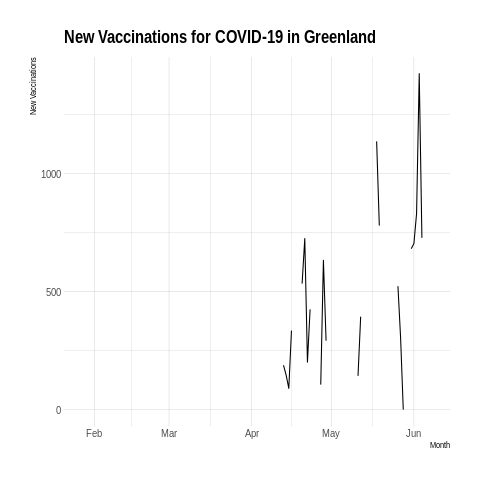 New Vaccinations for COVID-19 in Greenland
New Vaccinations
1000
500
0
Feb Mar Apr May Jun
Month